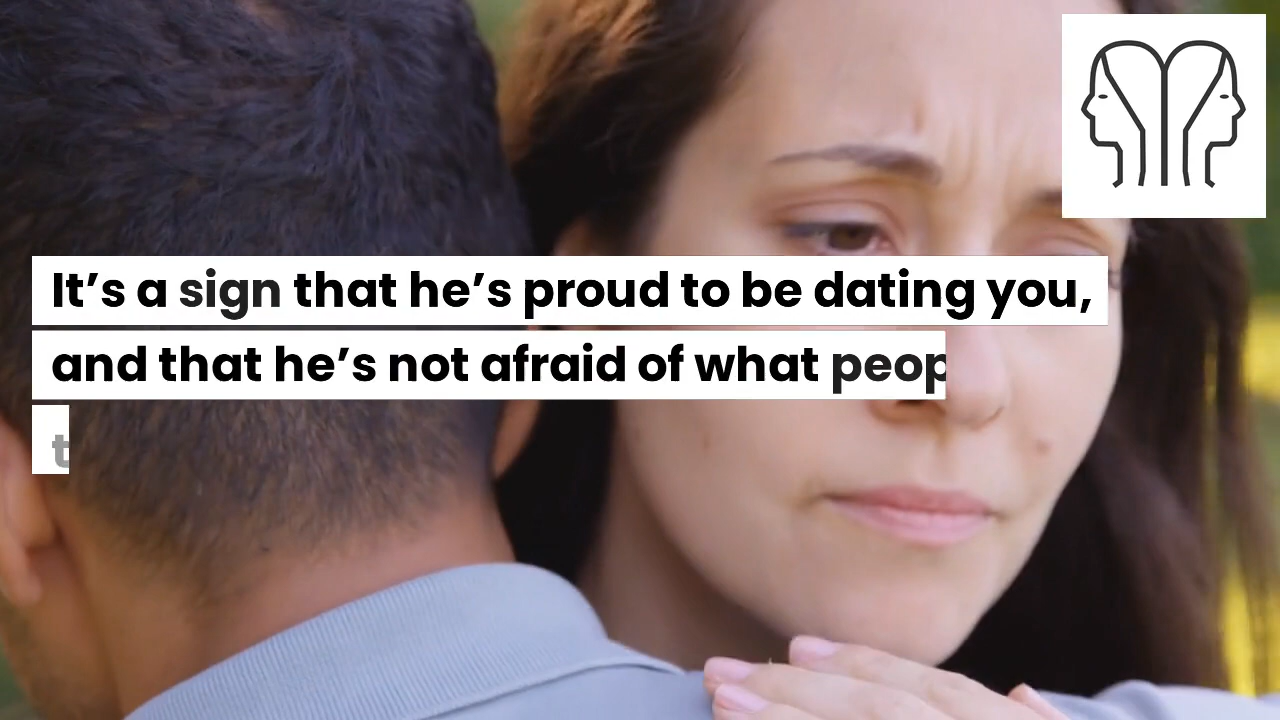 It’s a sign that he’s proud to be dating you,
and that he’s not afraid of what peop
t